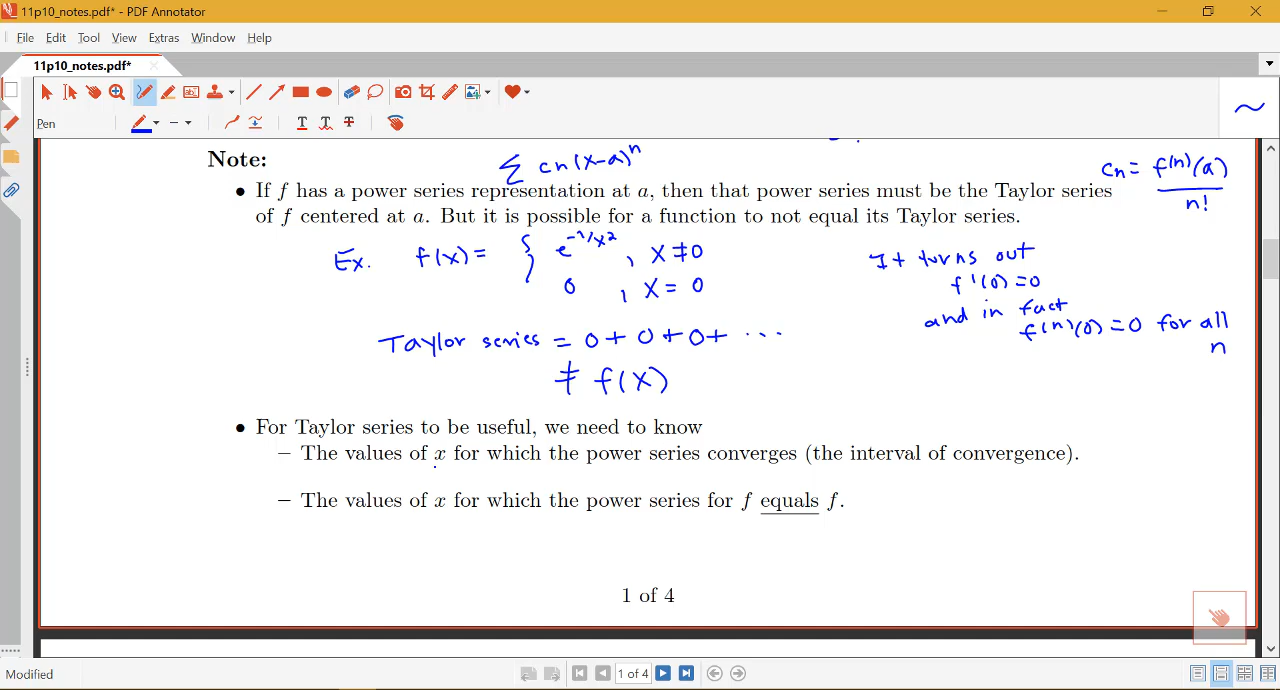 11p10_notes.pdf* - PDF Annotator
File Edit Tool View Extras Window Help
11p10_notes.pdf*
Pen
Note:
∑ cn(x-a)^n
cn = f^(n)(a)
n!
• If f has a power series representation at a, then that power series must be the Taylor series
of f centered at a. But it is possible for a function to not equal its Taylor series.
Ex. f(x) = { e^-1/x^2, x ≠ 0
0, x = 0
It turns out
f'(0) = 0
and in fact
f^(n)(0) = 0 for all
n
Taylor series = 0 + 0 + 0 + ...
≠ f(x)
• For Taylor series to be useful, we need to know
– The values of x for which the power series converges (the interval of convergence).
– The values of x for which the power series for f equals f.
1 of 4
Modified
1 of 4